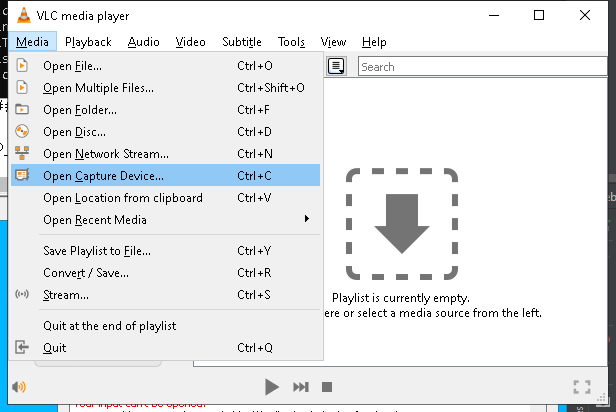 VLC media player
Media Playback Audio Video Subtitle Tools View Help
Open File... Ctrl+O
Open Multiple Files... Ctrl+Shift+O
Open Folder... Ctrl+F
Open Disc... Ctrl+D
Open Network Stream... Ctrl+N
Open Capture Device... Ctrl+C
Open Location from clipboard Ctrl+V
Open Recent Media
Save Playlist to File... Ctrl+Y
Convert / Save... Ctrl+R
Stream... Ctrl+S
Quit at the end of playlist
Quit Ctrl+Q
Search
Playlist is currently empty.
ere or select a media source from the left.
Your input can't be opened: